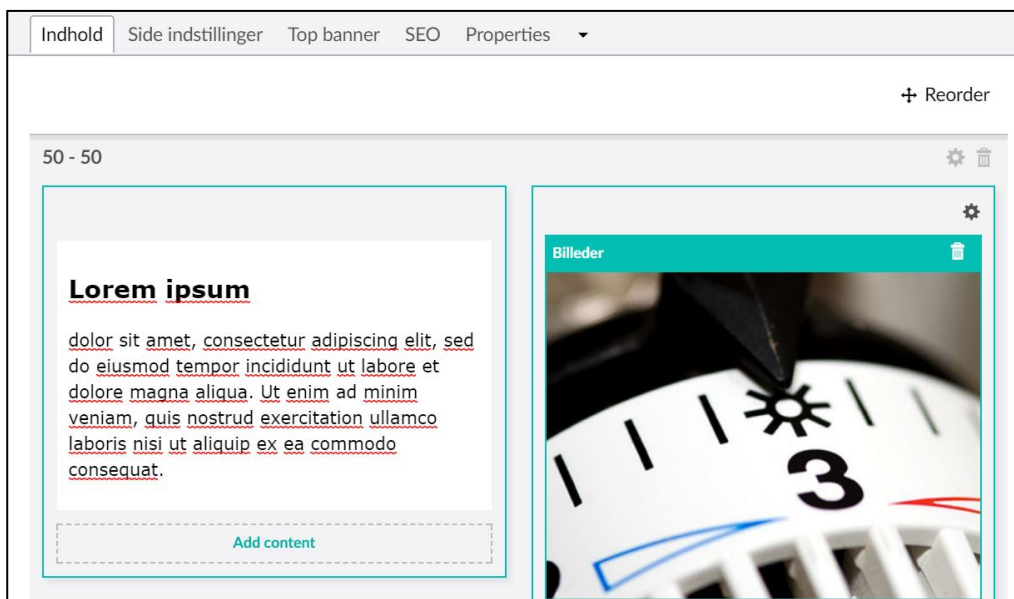 Indhold Side indstillinger Top banner SEO Properties
Reorder
50 - 50
Lorem ipsum
dolor sit amet, consectetur adipiscing elit, sed
do eiusmod tempor incididunt ut labore et
dolore magna aliqua. Ut enim ad minim
veniam, quis nostrud exercitation ullamco
laboris nisi ut aliquip ex ea commodo
consequat.
Add content
Billeder
3